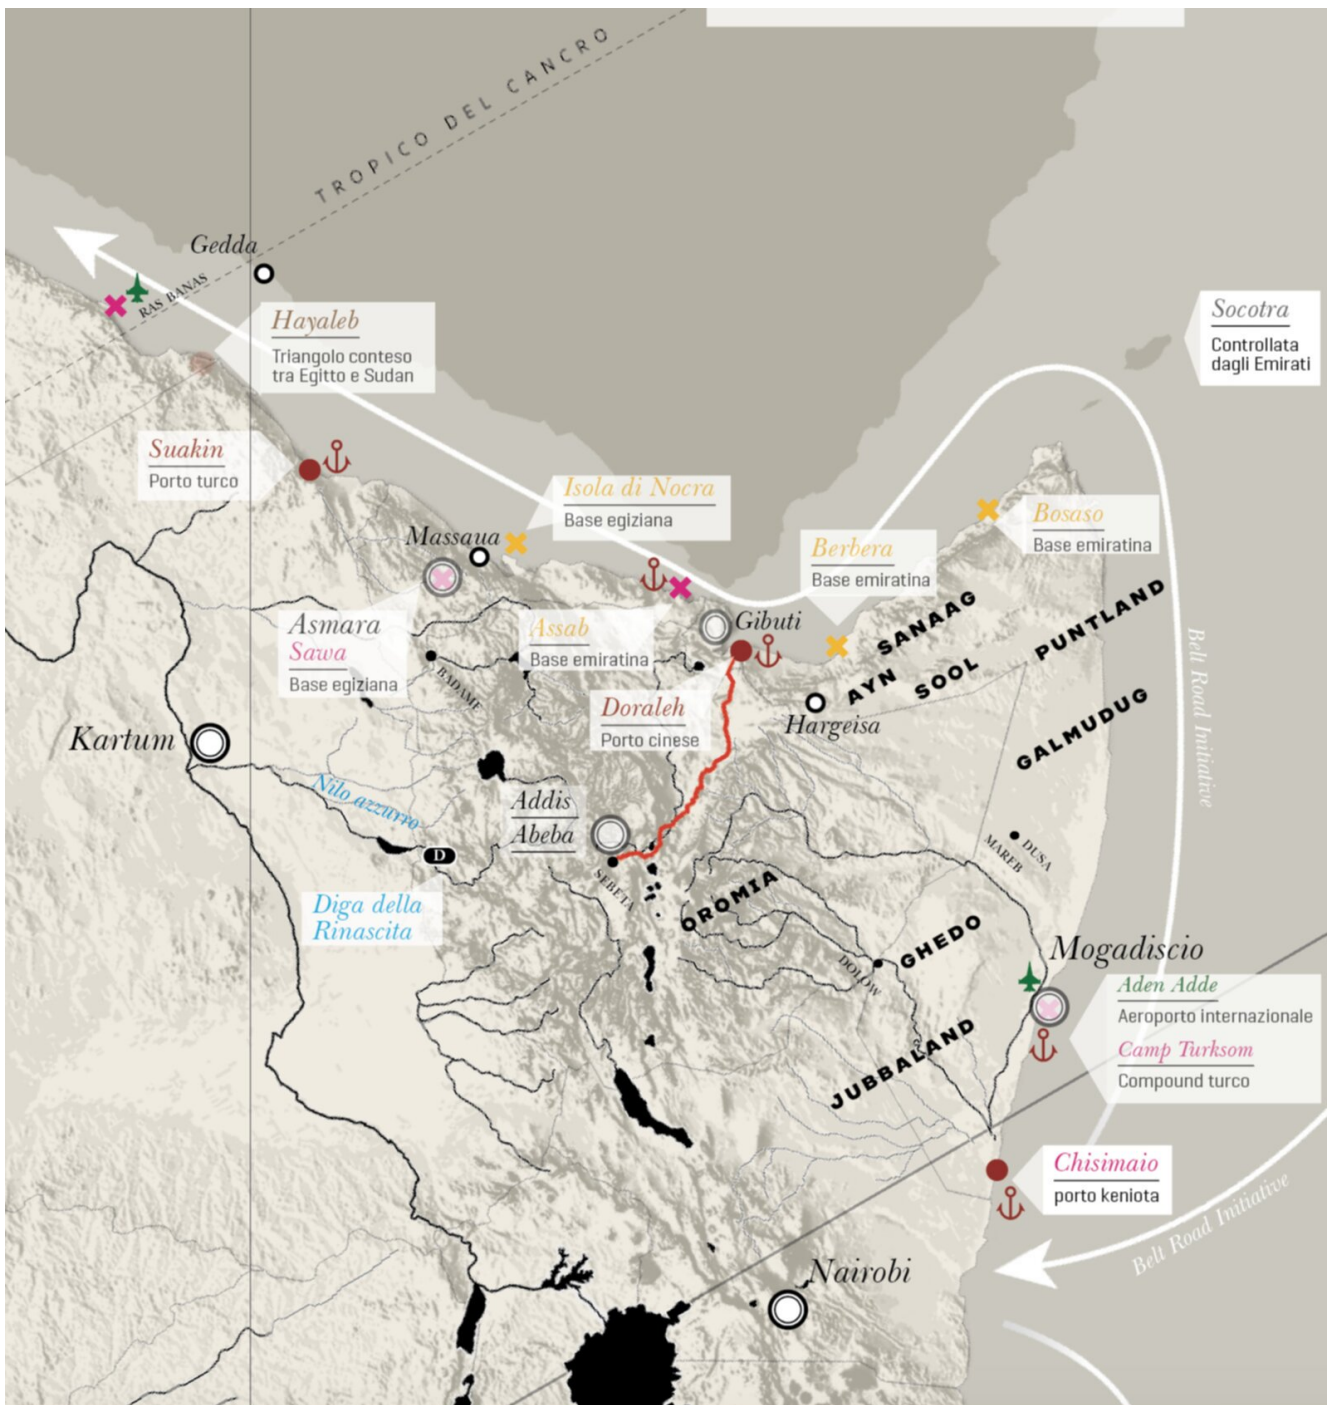 TROPICO DEL CANCRO
Gedda
RAS BANAS
Hayaleb
Triangolo conteso
tra Egitto e Sudan
Socotra
Controllata
dagli Emirati
Suakin
Porto turco
Isola di Nocra
Base egiziana
Massaua
Bosaso
Base emiratina
Berbera
Base emiratina
Asmara
Sawa
Base egiziana
Assab
Base emiratina
Gibuti
SANAAG
PUNTLAND
AYN
SOOL
BADAME
Doraleh
Porto cinese
Hargeisa
GALMUDUG
Belt Road Initiative
Kartum
Nilo azzurro
Addis
Abeba
D
DUSA
MAREB
SEBETA
Diga della
Rinascita
OROMIA
GHEDO
DOLOW
Mogadiscio
Aden Adde
Aeroporto internazionale
Camp Turksom
Compound turco
JUBBALAND
Chisimaio
porto keniota
Belt Road Initiative
Nairobi